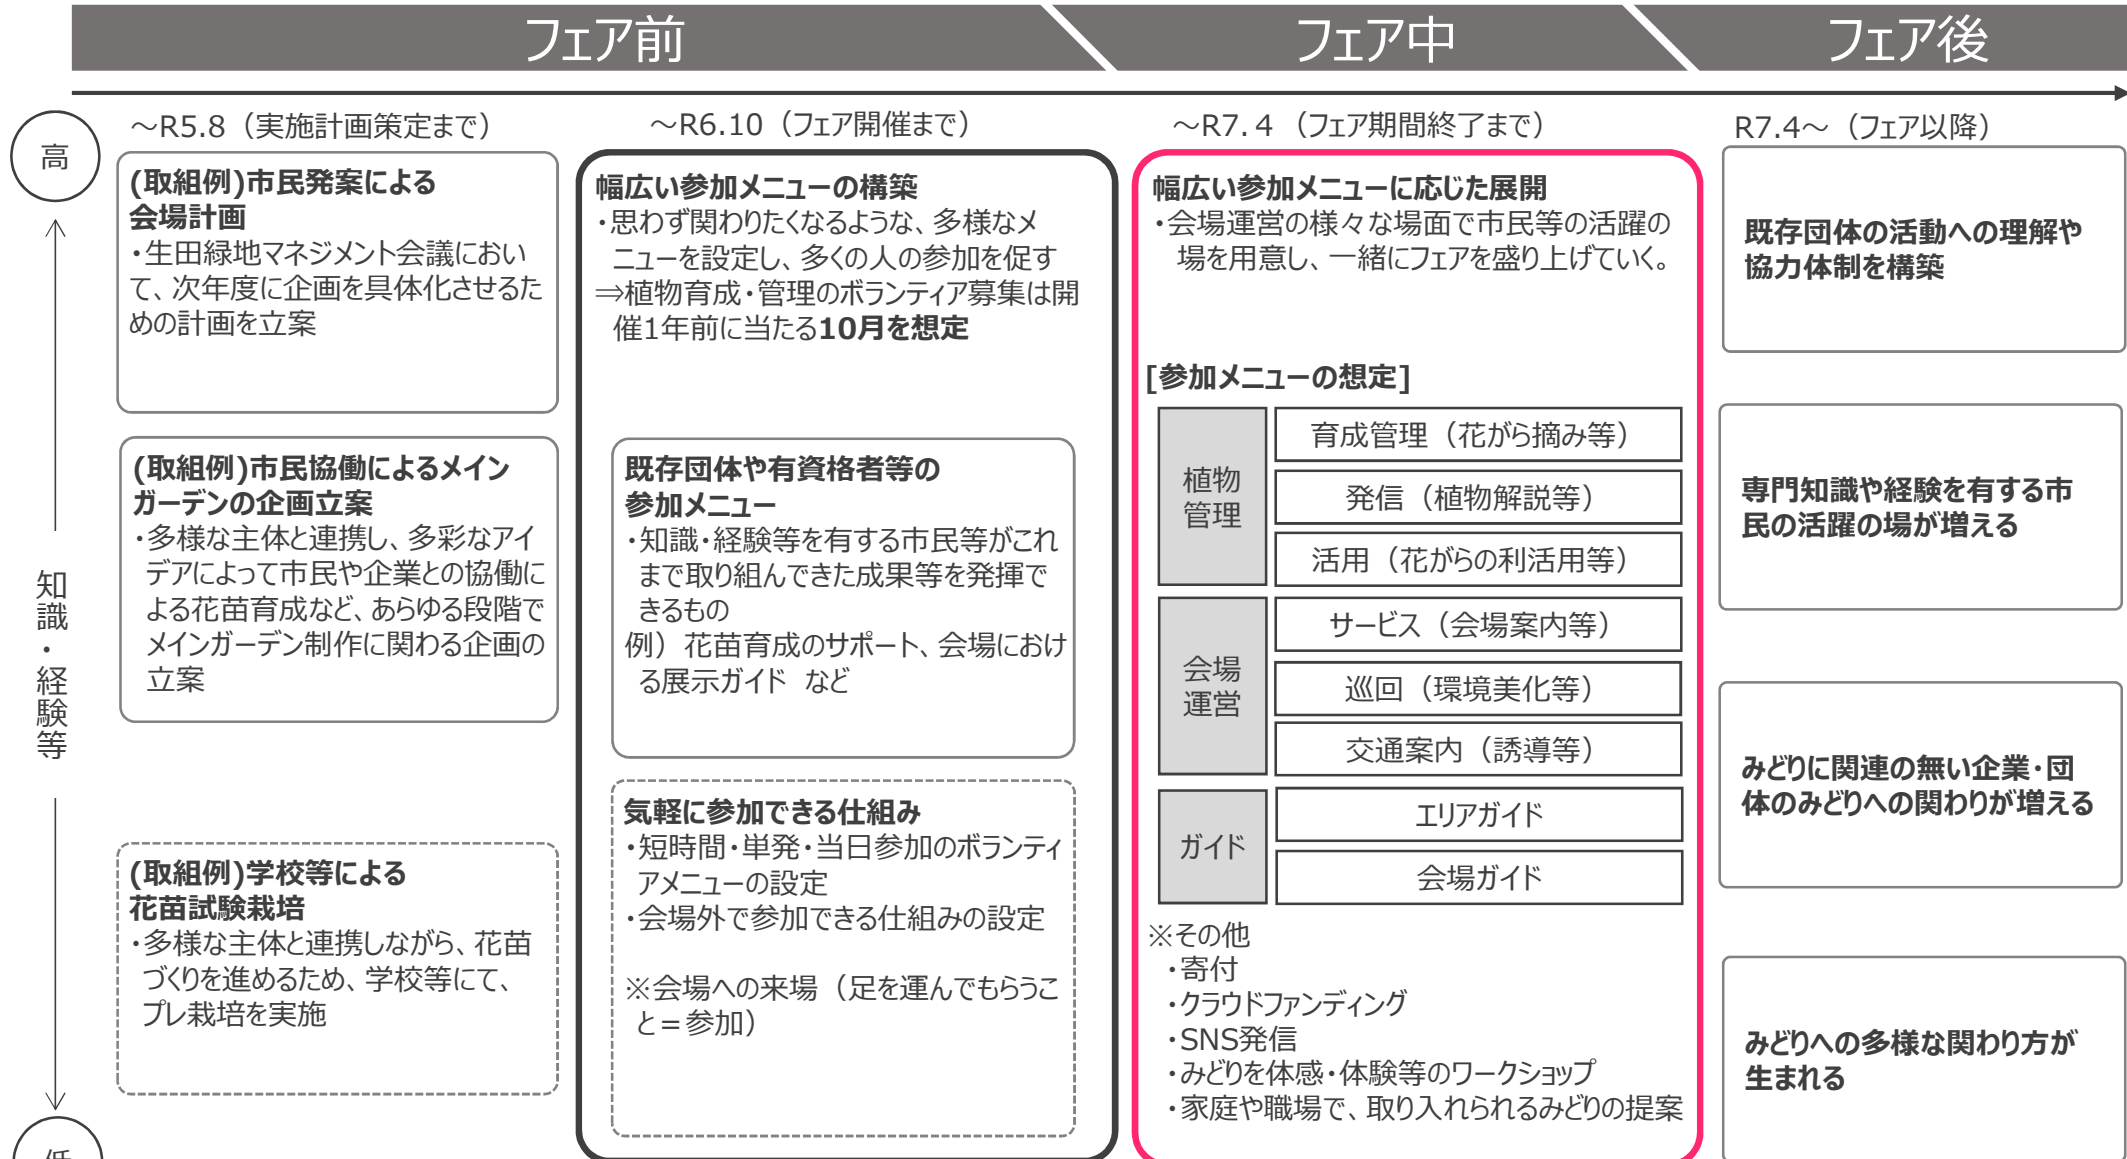 フェア前
フェア中
フェア後
～R5.8（実施計画策定まで）
～R6.10（フェア開催まで）
～R7.４（フェア期間終了まで）
R7.4～（フェア以降）
高
知識・経験等
(取組例)市民発案による
会場計画
・生田緑地マネジメント会議におい
て、次年度に企画を具体化させるた
めの計画を立案
(取組例)市民協働によるメイン
ガーデンの企画立案
・多様な主体と連携し、多彩なアイ
デアによって市民や企業との協働に
よる花苗育成など、あらゆる段階で
メインガーデン制作に関わる企画の
立案
(取組例)学校等による
花苗試験栽培
・多様な主体と連携しながら、花苗
づくりを進めるため、学校等にて、
プレ栽培を実施
幅広い参加メニューの構築
・思わず関わりたくなるような、多様なメ
ニューを設定し、多くの人の参加を促す
⇒植物育成・管理のボランティア募集は開
催1年前に当たる10月を想定
既存団体や有資格者等の
参加メニュー
・知識・経験等を有する市民等がこれ
まで取り組んできた成果等を発揮で
きるもの
例）花苗育成のサポート、会場におけ
る展示ガイド など
気軽に参加できる仕組み
・短時間・単発・当日参加のボランティ
アメニューの設定
・会場外で参加できる仕組みの設定
※会場への来場（足を運んでもらうこ
と＝参加）
幅広い参加メニューに応じた展開
・会場運営の様々な場面で市民等の活躍の
場を用意し、一緒にフェアを盛り上げていく。
[参加メニューの想定]
植物
管理
育成管理（花がら摘み等）
発信（植物解説等）
活用（花がらの利活用等）
会場
運営
サービス（会場案内等）
巡回（環境美化等）
交通案内（誘導等）
ガイド
エリアガイド
会場ガイド
※その他
・寄付
・クラウドファンディング
・SNS発信
・みどりを体感・体験等のワークショップ
・家庭や職場で、取り入れられるみどりの提案
既存団体の活動への理解や
協力体制を構築
専門知識や経験を有する市
民の活躍の場が増える
みどりに関連の無い企業・団
体のみどりへの関わりが増える
みどりへの多様な関わり方が
生まれる
低